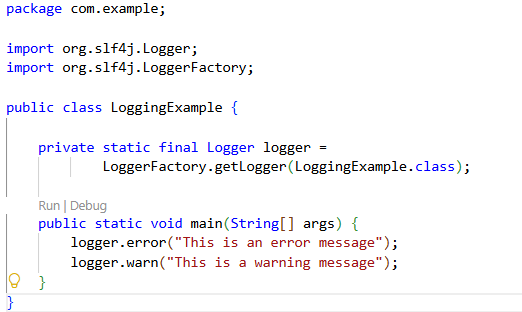 package com.example;
import org.slf4j.Logger;
import org.slf4j.LoggerFactory;
public class LoggingExample {
private static final Logger logger =
LoggerFactory.getLogger(LoggingExample.class);
Run | Debug
public static void main(String[] args) {
logger.error("This is an error message");
logger.warn("This is a warning message");
}
}